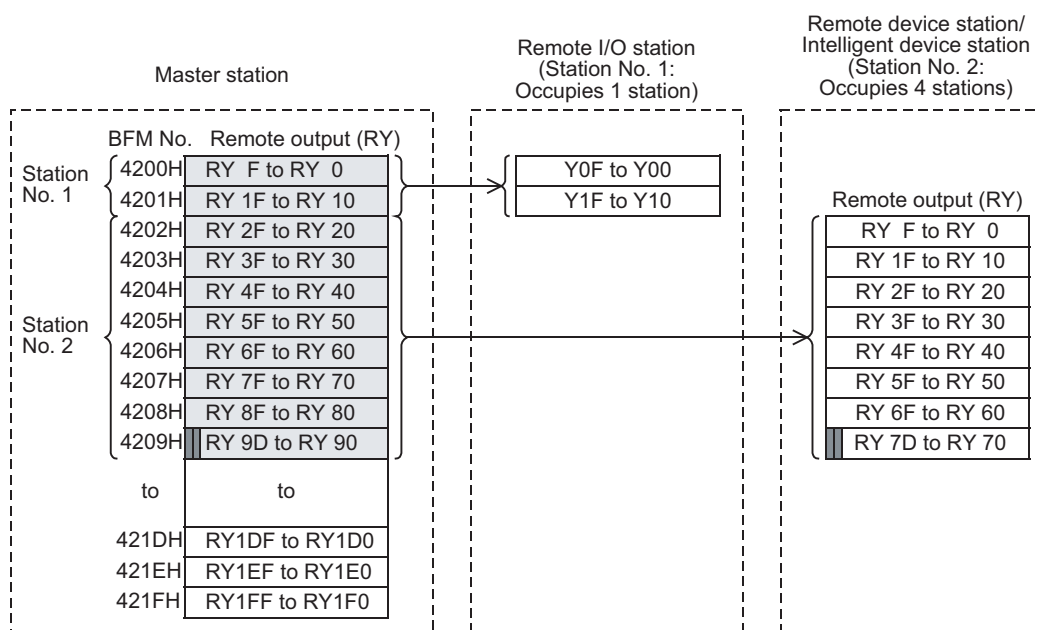 Master station
Remote I/O station
(Station No. 1:
Occupies 1 station)
Remote device station/
Intelligent device station
(Station No. 2:
Occupies 4 stations)
BFM No. Remote output (RY)
Station
No. 1
4200H RY F to RY 0
4201H RY 1F to RY 10
Station
No. 2
4202H RY 2F to RY 20
4203H RY 3F to RY 30
4204H RY 4F to RY 40
4205H RY 5F to RY 50
4206H RY 6F to RY 60
4207H RY 7F to RY 70
4208H RY 8F to RY 80
4209H RY 9D to RY 90
to to
421DH RY1DF to RY1D0
421EH RY1EF to RY1E0
421FH RY1FF to RY1F0
Y0F to Y00
Y1F to Y10
Remote output (RY)
RY F to RY 0
RY 1F to RY 10
RY 2F to RY 20
RY 3F to RY 30
RY 4F to RY 40
RY 5F to RY 50
RY 6F to RY 60
RY 7D to RY 70